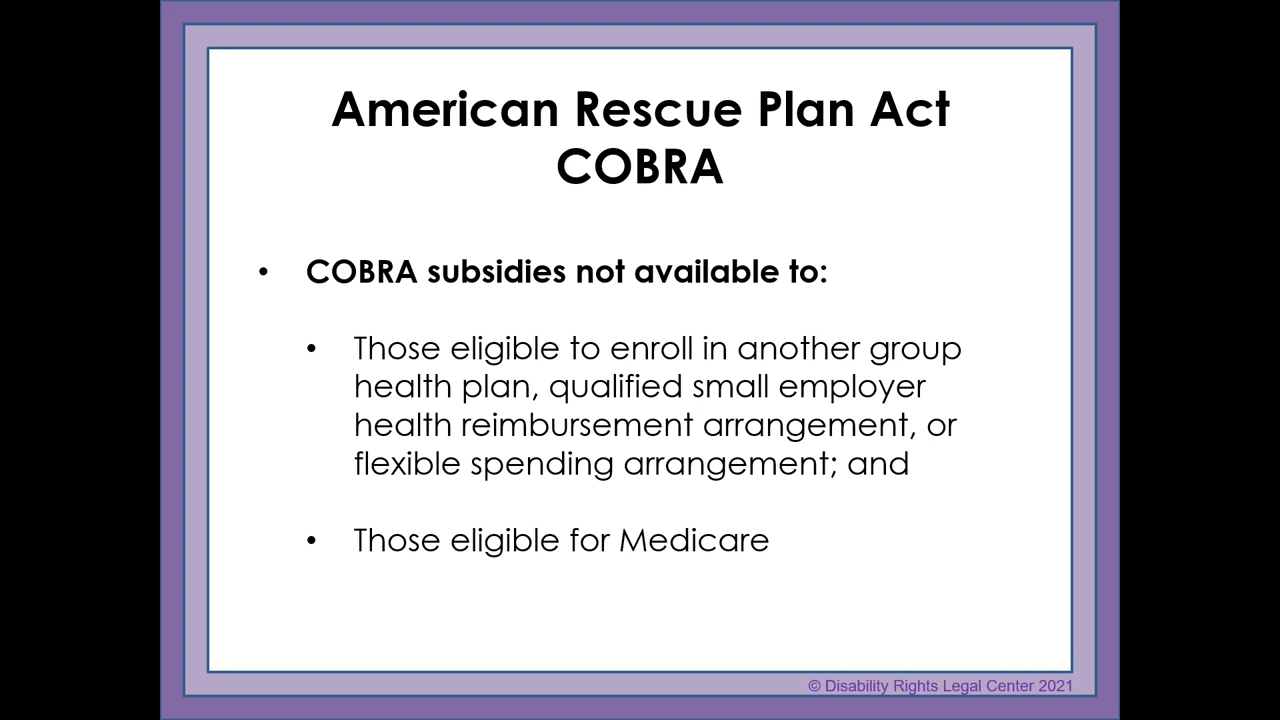 American Rescue Plan Act
COBRA
• COBRA subsidies not available to:
• Those eligible to enroll in another group
health plan, qualified small employer
health reimbursement arrangement, or
flexible spending arrangement; and
• Those eligible for Medicare
© Disability Rights Legal Center 2021